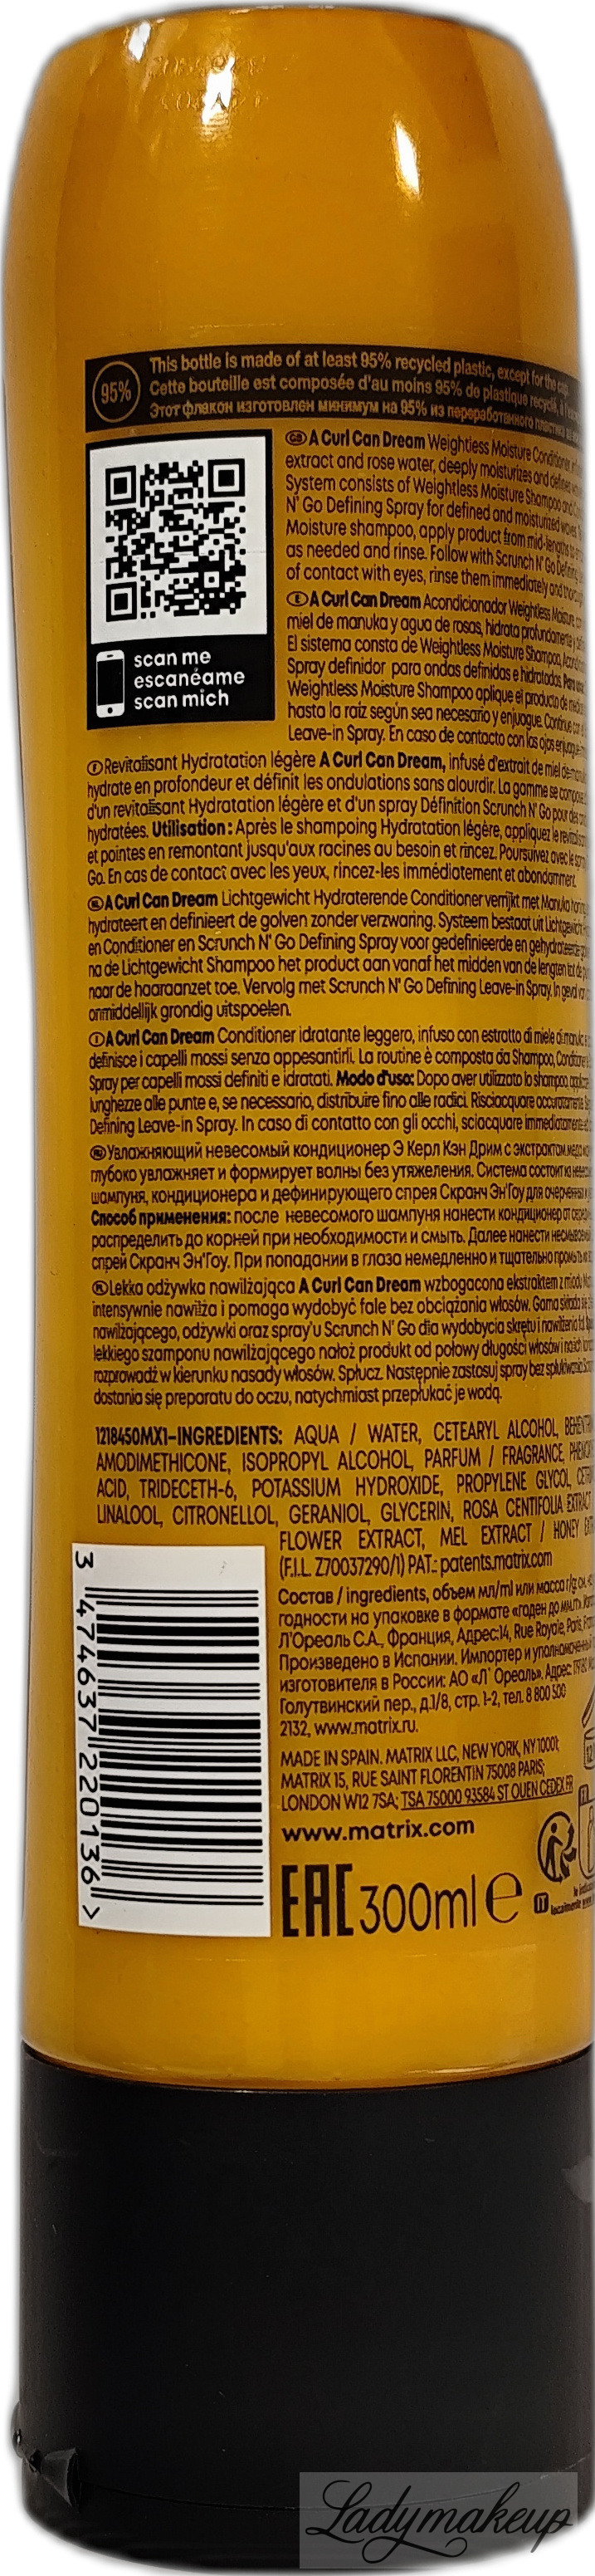 95%
This bottle is made of at least 95% recycled plastic, except for the cap.
Cette bouteille est composée d'au moins 95% de plastique recyclé, à
Этот флакон изготовлен минимум на 95% из переработанного пластика
scan me
escanéame
scan mich
GB A Curl Can Dream Weightless Moisture Conditioner,
extract and rose water, deeply moisturizes and defines
System consists of Weightless Moisture Shampoo and
N' Go Defining Spray for defined and moisturized waves.
Moisture shampoo, apply product from mid-lengths to
as needed and rinse. Follow with Scrunch N' Go Defining
of contact with eyes, rinse them immediately and
E A Curl Can Dream Acondicionador Weightless Moisture,
miel de manuka y agua de rosas, hidrata profundamente y
El sistema consta de Weightless Moisture Shampoo,
Spray definidor para ondas definidas e hidratadas.
Weightless Moisture Shampoo aplique el producto de
hasta la raíz según sea necesario y enjuague. Continúe con
Leave-in Spray. En caso de contacto con los ojos enjuague
F Revitalisant Hydratation légère A Curl Can Dream, infusé d'extrait de miel de
hydrate en profondeur et définit les ondulations sans alourdir. La gamme se compose
d'un revitalisant Hydratation légère et d'un spray Définition Scrunch N' Go pour des
hydratées. Utilisation : Après le shampoing Hydratation légère, appliquez le
et pointes en remontant jusqu'aux racines au besoin et rincez. Poursuivez avec le
Go. En cas de contact avec les yeux, rincez-les immédiatement et abondamment.
NL A Curl Can Dream Lichtgewicht Hydraterende Conditioner verrijkt met Manuka
hydrateert en definieert de golven zonder verzwaring. Systeem bestaat uit Lichtgewicht
en Conditioner en Scrunch N' Go Defining Spray voor gedefinieerde en gehydrateerde
na de Lichtgewicht Shampoo het product aan vanaf het midden van de lengten tot de
naar de haaraanzet toe. Vervolg met Scrunch N' Go Defining Leave-in Spray. In geval van
onmiddellijk grondig uitspoelen.
I A Curl Can Dream Conditioner idratante leggero, infuso con estratto di miele di
definisce i capelli mossi senza appesantirli. La routine è composta da Shampoo,
Spray per capelli mossi definiti e idratati. Modo d'uso: Dopo aver utilizzato lo shampoo,
lunghezze alle punte e, se necessario, distribuire fino alle radici. Risciacquare accuratamente.
Defining Leave-in Spray. In caso di contatto con gli occhi, sciacquare immediatamente
Увлажняющий невесомый кондиционер Э Керл Кэн Дрим с экстрактом
глубоко увлажняет и формирует волны без утяжеления. Система состоит из
шампуня, кондиционера и дефинирующего спрея Скранч Эн'Гоу для
Способ применения: после невесомого шампуня нанести кондиционер от
распределить до корней при необходимости и смыть. Далее нанести
спрей Скранч Эн'Гоу. При попадании в глаза немедленно и тщательно
PL Lekka odżywka nawilżająca A Curl Can Dream wzbogacona ekstraktem z miodu
intensywnie nawilża i pomaga wydobyć fale bez obciążania włosów. Gama składa się
nawilżającego, odżywki oraz spray'u Scrunch N' Go dla wydobycia skrętu i nawilżenia fal.
lekkiego szamponu nawilżającego nałoż produkt od połowy długości włosów i
rozprowadź w kierunku nasady włosów. Spłucz. Następnie zastosuj spray bez spłukiwania
dostania się preparatu do oczu, natychmiast przepłukać je wodą.
1218450MX1-INGREDIENTS: AQUA / WATER, CETEARYL ALCOHOL,
AMODIMETHICONE, ISOPROPYL ALCOHOL, PARFUM / FRAGRANCE,
ACID, TRIDECETH-6, POTASSIUM HYDROXIDE, PROPYLENE GLYCOL,
LINALOOL, CITRONELLOL, GERANIOL, GLYCERIN, ROSA CENTIFOLIA EXTRACT
FLOWER EXTRACT, MEL EXTRACT / HONEY
(F.I.L. Z70037290/1) PAT.: patents.matrix.com
Состав / ingredients, объем мл/ml или масса г/gr см.
годности на упаковке в формате «годен до мм.гг».
Л'Ореаль С.А., Франция, Адрес:14, Rue Royale, Paris,
Произведено в Испании. Импортер и уполномоченный
изготовителя в России: АО «Л' Ореаль». Адрес:
Голутвинский пер., д.1/8, стр. 1-2, тел. 8 800 500
2132, www.matrix.ru.
MADE IN SPAIN. MATRIX LLC, NEW YORK, NY 10001;
MATRIX 15, RUE SAINT FLORENTIN 75008 PARIS;
LONDON W12 7SA; TSA 75000 93584 ST OUEN CEDEX FR
www.matrix.com
EAC 300ml e
IT
3 474637 220136 >
Ladymakeup